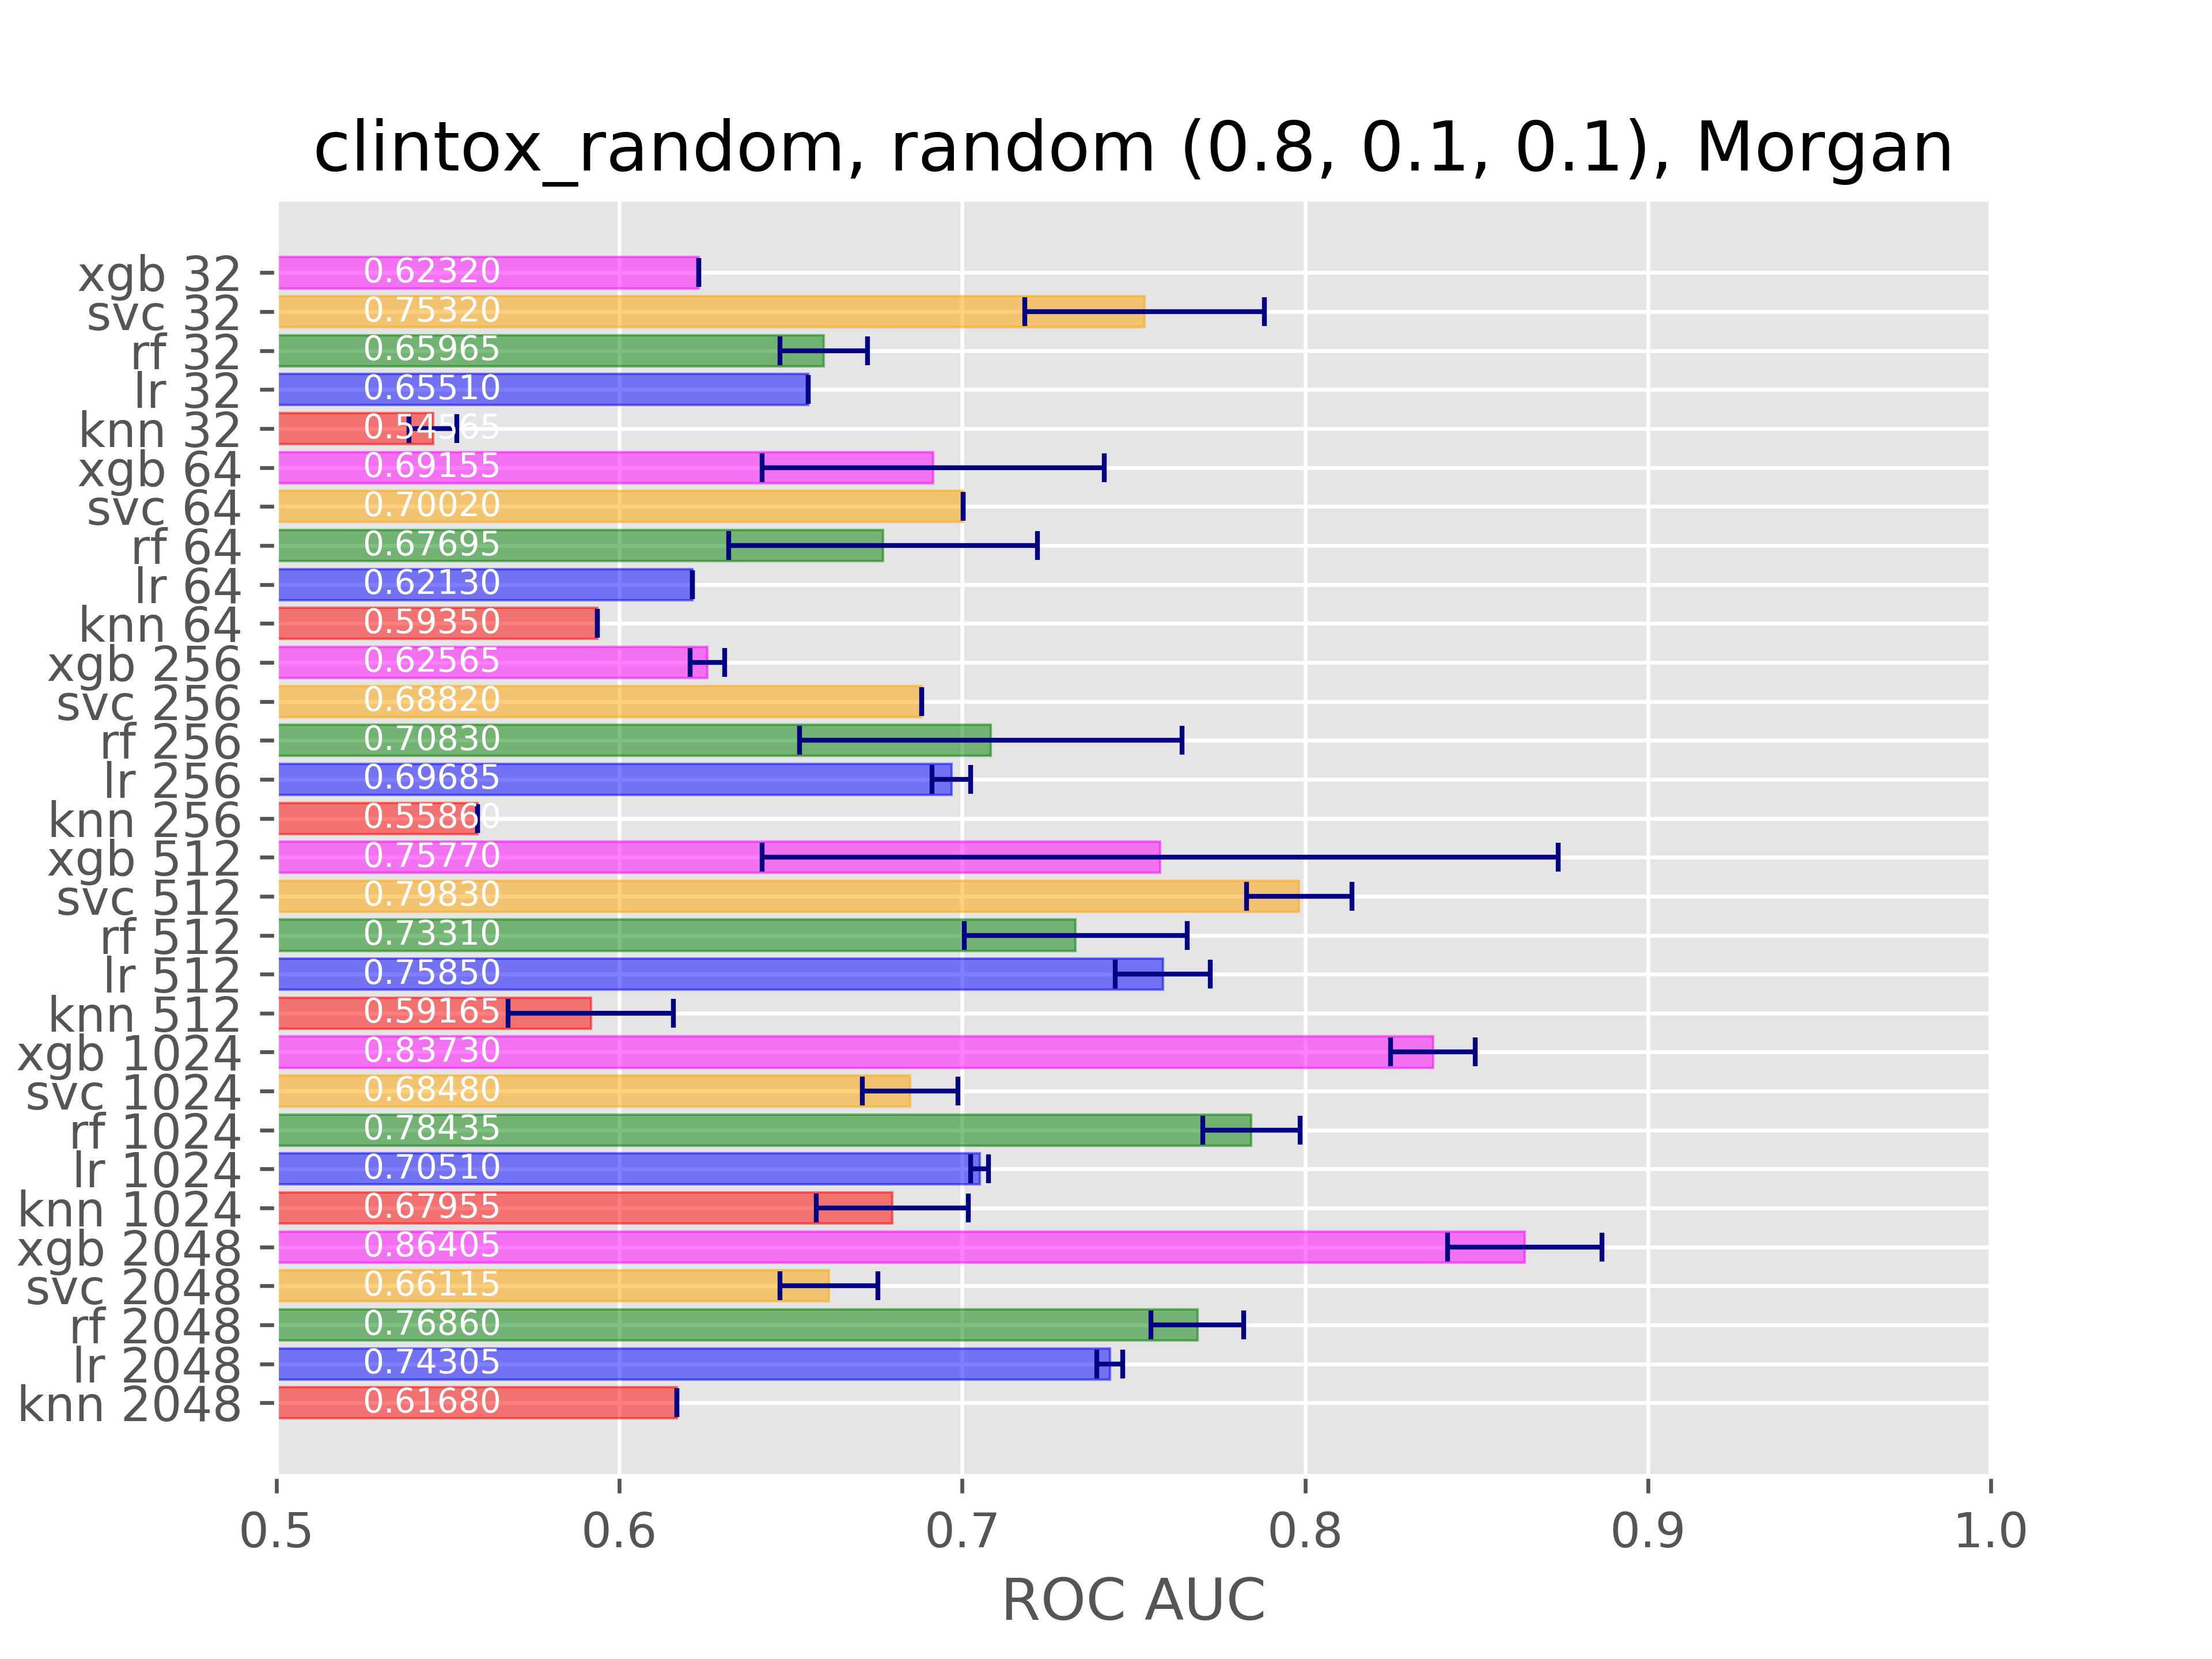 clintox_random, random (0.8, 0.1, 0.1), Morgan
xgb 32 0.62320
svc 32 0.75320
rf 32 0.65965
lr 32 0.65510
knn 32 0.54565
xgb 64 0.69155
svc 64 0.70020
rf 64 0.67695
lr 64 0.62130
knn 64 0.59350
xgb 256 0.62565
svc 256 0.68820
rf 256 0.70830
lr 256 0.69685
knn 256 0.55860
xgb 512 0.75770
svc 512 0.79830
rf 512 0.73310
lr 512 0.75850
knn 512 0.59165
xgb 1024 0.83730
svc 1024 0.68480
rf 1024 0.78435
lr 1024 0.70510
knn 1024 0.67955
xgb 2048 0.86405
svc 2048 0.66115
rf 2048 0.76860
lr 2048 0.74305
knn 2048 0.61680
0.5 0.6 0.7 0.8 0.9 1.0
ROC AUC